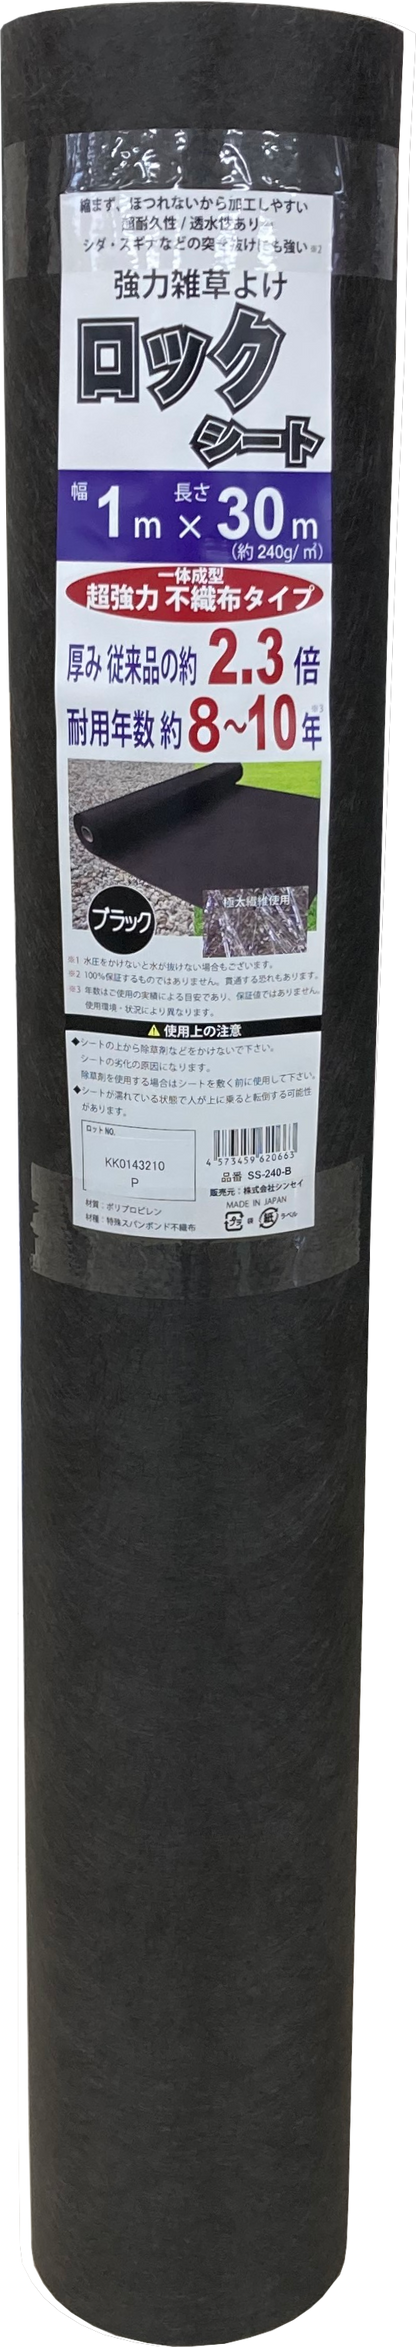 縮まず、ほつれないから加工しやすい
超耐久性/透水性あり※1
シダ・スギナなどの突き抜けにも強い※2
強力雑草よけ
ロック
シート
幅 1m × 長さ 30m
(約240g/㎡)
一体成型
超強力 不織布タイプ
厚み 従来品の約 2.3 倍
耐用年数 約 8~10年※3
ブラック
極太繊維使用
※1 水圧をかけないと水が抜けない場合もございます。
※2 100%保証するものではありません。貫通する恐れもあります。
※3 年数はご使用の実績による目安であり、保証値ではありません。
使用環境・状況により異なります。
使用上の注意
◆シートの上から除草剤などをかけないで下さい。
シートの劣化の原因になります。
除草剤を使用する場合はシートを敷く前に使用して下さい。
◆シートが濡れている状態で人が上に乗ると転倒する可能性
があります。
ロットNO.
KK0143210
P
4 573459 620663
品番 SS-240-B
販売元:株式会社シンセイ
MADE IN JAPAN
プラ 袋 紙 ラベル
材質:ポリプロピレン
材種:特殊スパンボンド不織布